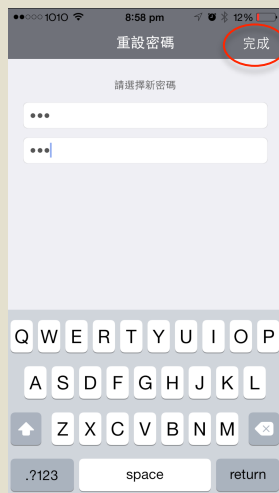 1010 8:58 pm 12%
重設密碼 完成
請選擇新密碼
•••
•••
Q W E R T Y U I O P
A S D F G H J K L
Z X C V B N M
.?123 space return